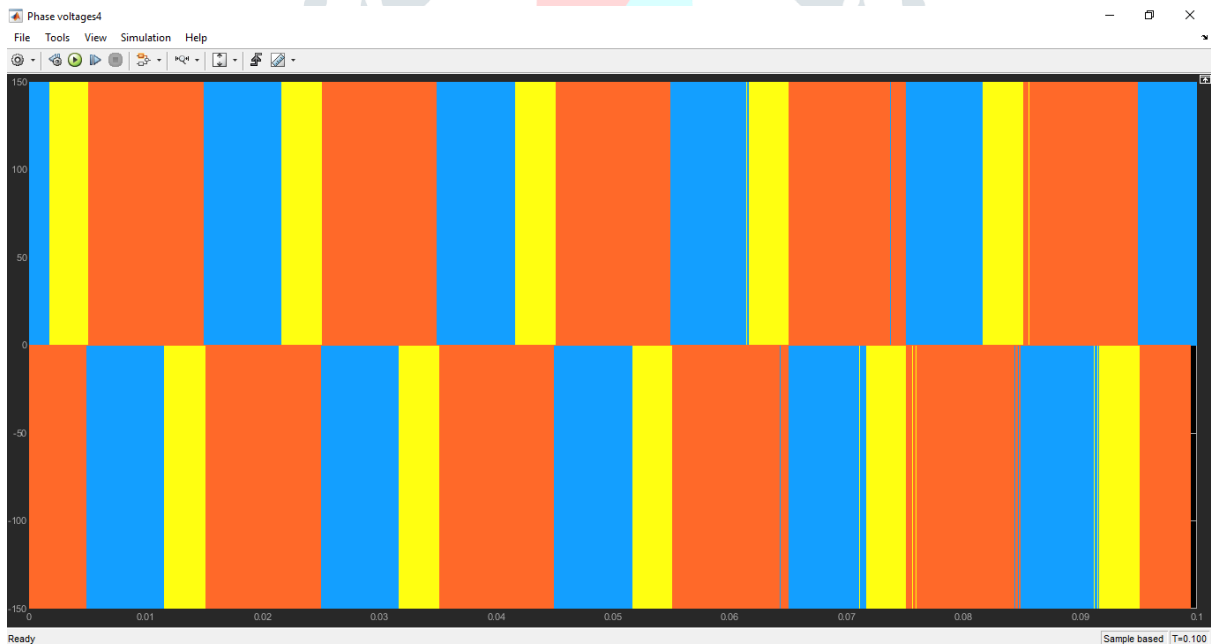 Phase voltages4
File Tools View Simulation Help
150
100
50
0
-50
-100
-150
0 0.01 0.02 0.03 0.04 0.05 0.06 0.07 0.08 0.09 0.1
Ready Sample based T=0.100